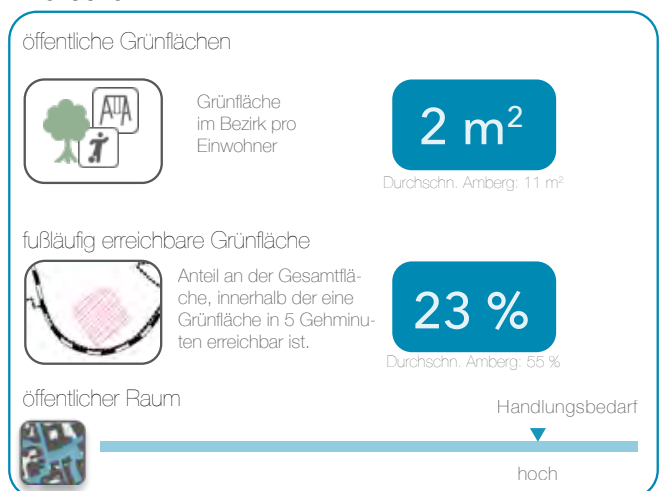 öffentliche Grünflächen
Grünfläche
im Bezirk pro
Einwohner
2 m²
Durchschn. Amberg: 11 m²
fußläufig erreichbare Grünfläche
Anteil an der Gesamtflä-
che, innerhalb der eine
Grünfläche in 5 Gehminu-
ten erreichbar ist.
23 %
Durchschn. Amberg: 55 %
öffentlicher Raum
Handlungsbedarf
hoch